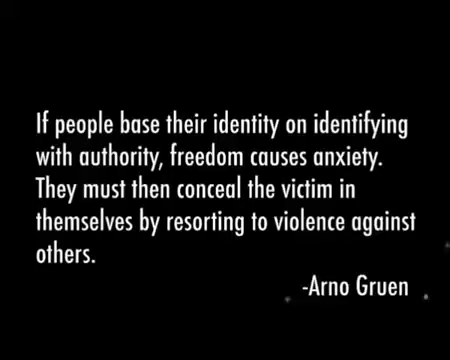 If people base their identity on identifying
with authority, freedom causes anxiety.
They must then conceal the victim in
themselves by resorting to violence against
others.
-Arno Gruen